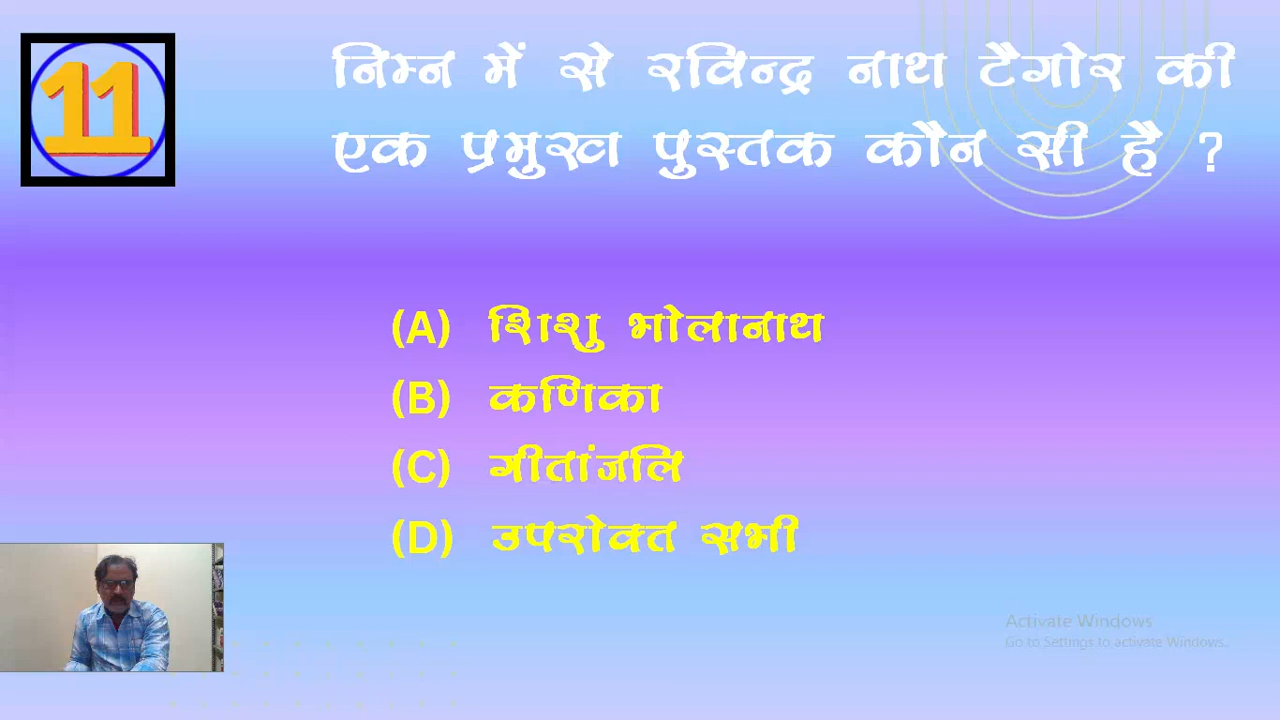 11
निम्न में से रविन्द्र नाथ टैगोर की
एक प्रमुख पुस्तक कौन सी है ?
(A) शिशु भोलानाथ
(B) कणिका
(C) गीतांजलि
(D) उपरोक्त सभी
Activate Windows
Go to Settings to activate Windows.